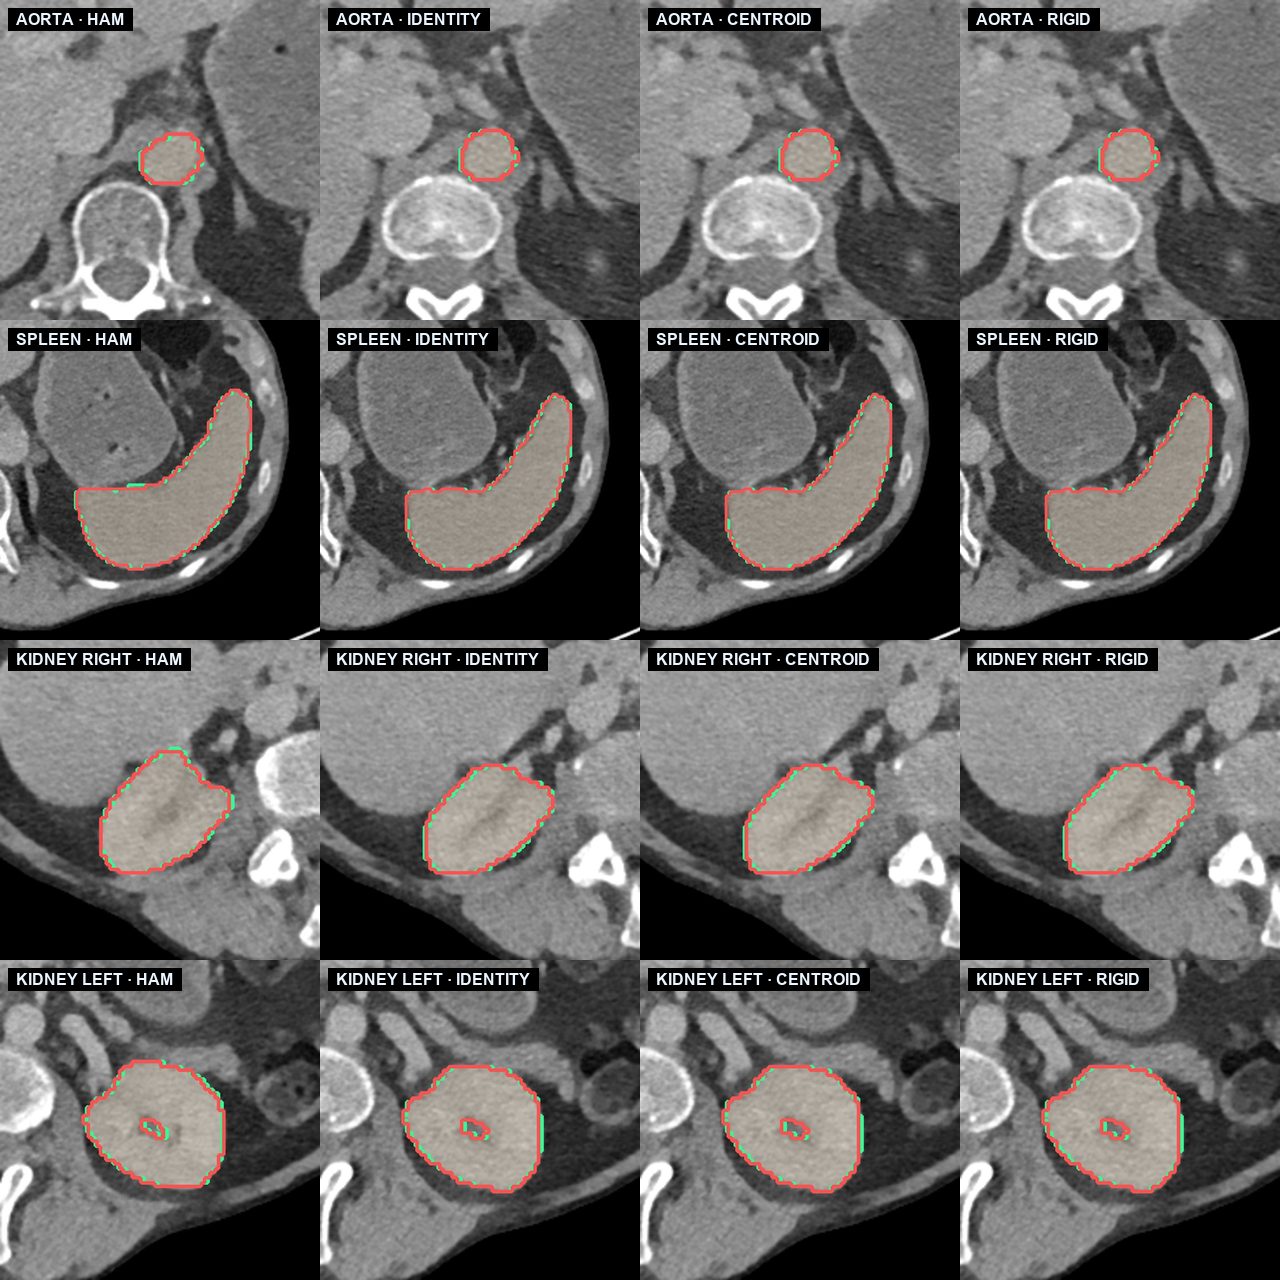 AORTA · HAM
AORTA · IDENTITY
AORTA · CENTROID
AORTA · RIGID
SPLEEN · HAM
SPLEEN · IDENTITY
SPLEEN · CENTROID
SPLEEN · RIGID
KIDNEY RIGHT · HAM
KIDNEY RIGHT · IDENTITY
KIDNEY RIGHT · CENTROID
KIDNEY RIGHT · RIGID
KIDNEY LEFT · HAM
KIDNEY LEFT · IDENTITY
KIDNEY LEFT · CENTROID
KIDNEY LEFT · RIGID